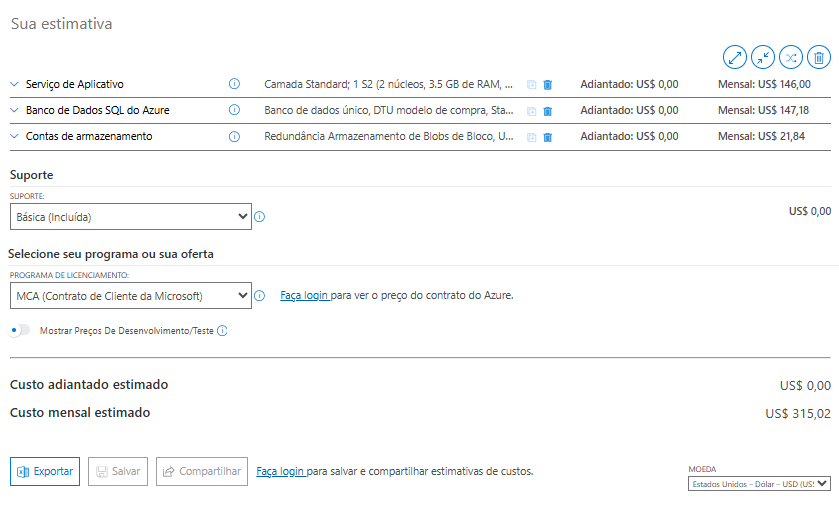 Sua estimativa
Serviço de Aplicativo Camada Standard; 1 S2 (2 núcleos, 3.5 GB de RAM, ... Adiantado: US$ 0,00 Mensal: US$ 146,00
Banco de Dados SQL do Azure Banco de dados único, DTU modelo de compra, Sta... Adiantado: US$ 0,00 Mensal: US$ 147,18
Contas de armazenamento Redundância Armazenamento de Blobs de Bloco, U... Adiantado: US$ 0,00 Mensal: US$ 21,84
Suporte
SUPORTE:
Básica (Incluída) US$ 0,00
Selecione seu programa ou sua oferta
PROGRAMA DE LICENCIAMENTO:
MCA (Contrato de Cliente da Microsoft) Faça login para ver o preço do contrato do Azure.
Mostrar Preços De Desenvolvimento/Teste
Custo adiantado estimado US$ 0,00
Custo mensal estimado US$ 315,02
Exportar Salvar Compartilhar Faça login para salvar e compartilhar estimativas de custos.
MOEDA
Estados Unidos – Dólar – USD (US$